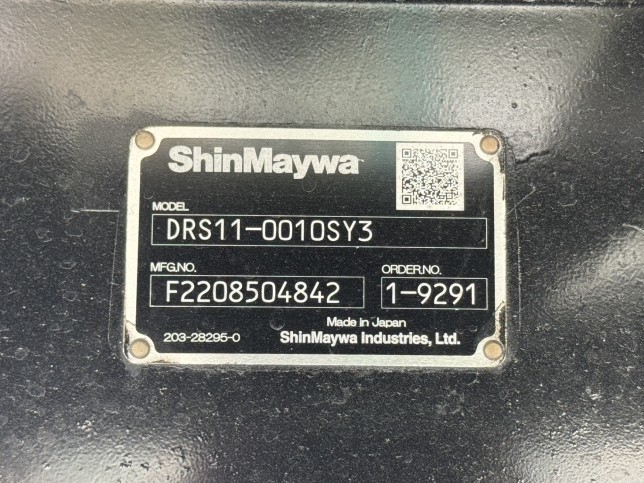 ShinMaywa
MODEL
DRS11-0010SY3
MFG.NO.
ORDER.NO.
F2208504842
1-9291
Made in Japan
203-28295-0
ShinMaywa Industries, Ltd.